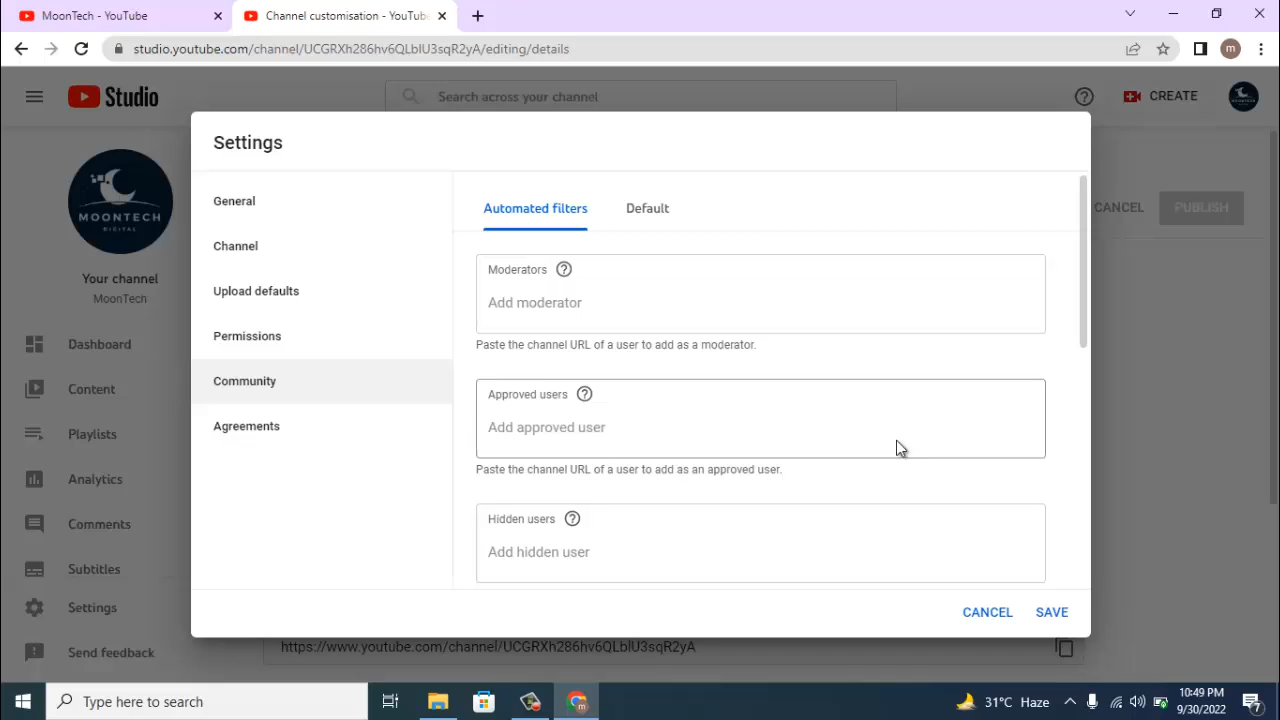 MoonTech - YouTube
Channel customisation - YouTube
studio.youtube.com/channel/UCGRXh286hv6QLblU3sqR2yA/editing/details
m
Studio
Search across your channel
CREATE
MOONTECH
DIGITAL
Your channel
MoonTech
Dashboard
Content
Playlists
Analytics
Comments
Subtitles
Settings
Send feedback
CANCEL
PUBLISH
Settings
General
Channel
Upload defaults
Permissions
Community
Agreements
Automated filters
Default
Moderators
Add moderator
Paste the channel URL of a user to add as a moderator.
Approved users
Add approved user
Paste the channel URL of a user to add as an approved user.
Hidden users
Add hidden user
CANCEL
SAVE
https://www.youtube.com/channel/UCGRXh286hv6QLblU3sqR2yA
Type here to search
31°C Haze
10:49 PM
9/30/2022
7